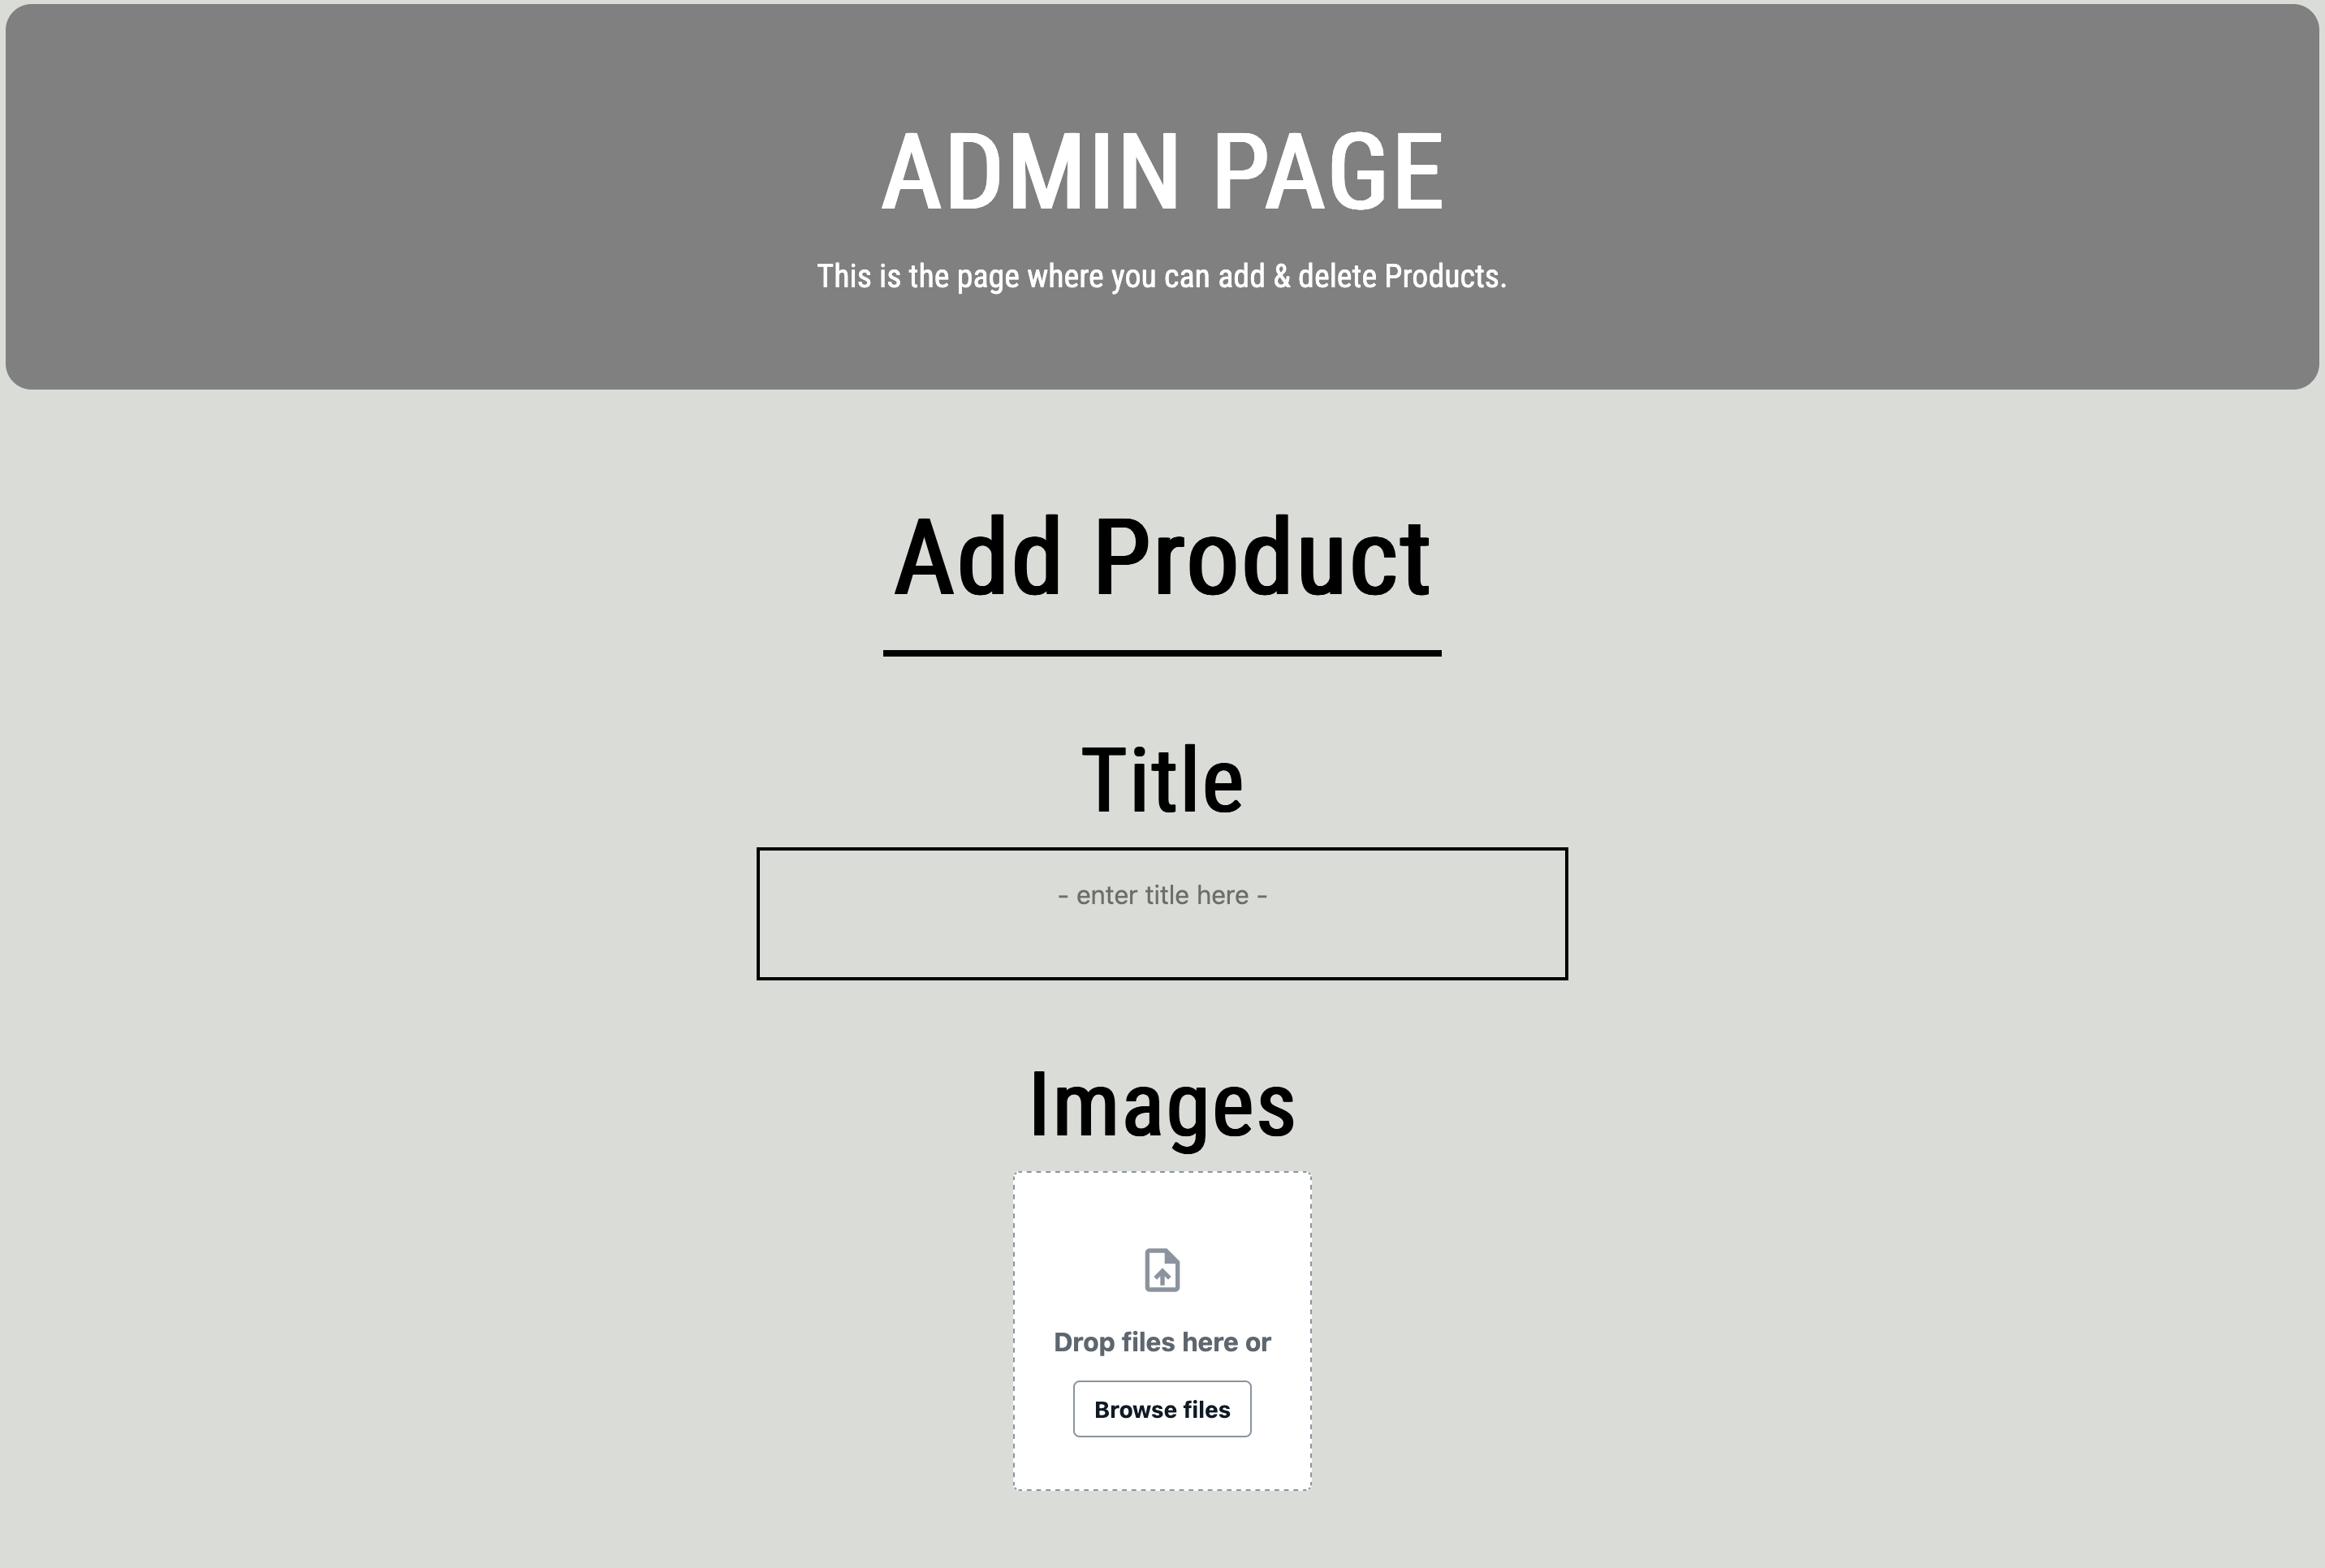 ADMIN PAGE
This is the page where you can add & delete Products.
Add Product
Title
- enter title here -
Images
Drop files here or
Browse files